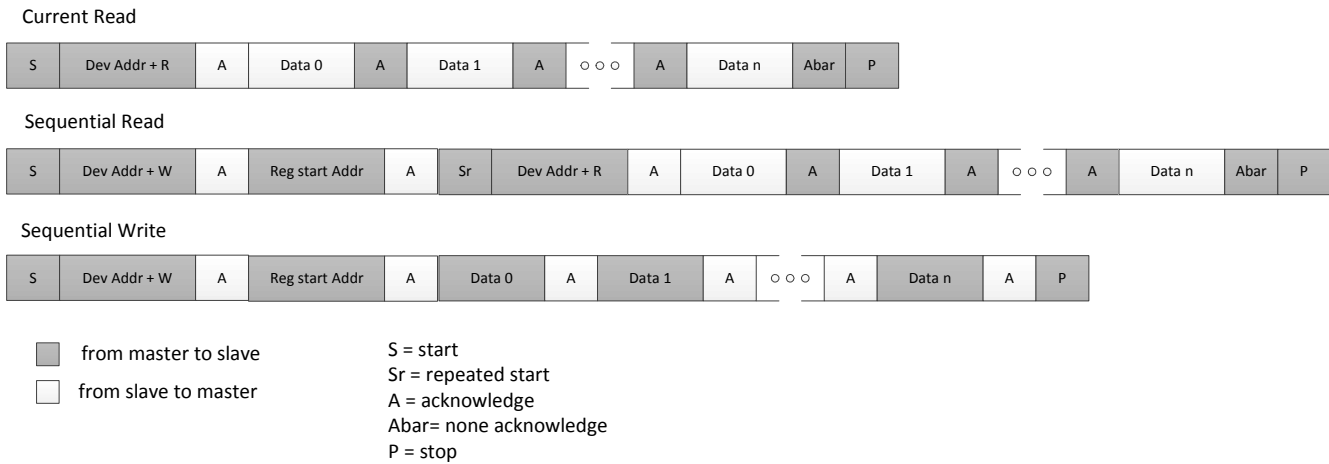 Current Read
S Dev Addr + R A Data 0 A Data 1 A A Data n Abar P
Sequential Read
S Dev Addr + W A Reg start Addr A Sr Dev Addr + R A Data 0 A Data 1 A A Data n Abar P
Sequential Write
S Dev Addr + W A Reg start Addr A Data 0 A Data 1 A A Data n A P
from master to slave
from slave to master
S = start
Sr = repeated start
A = acknowledge
Abar= none acknowledge
P = stop